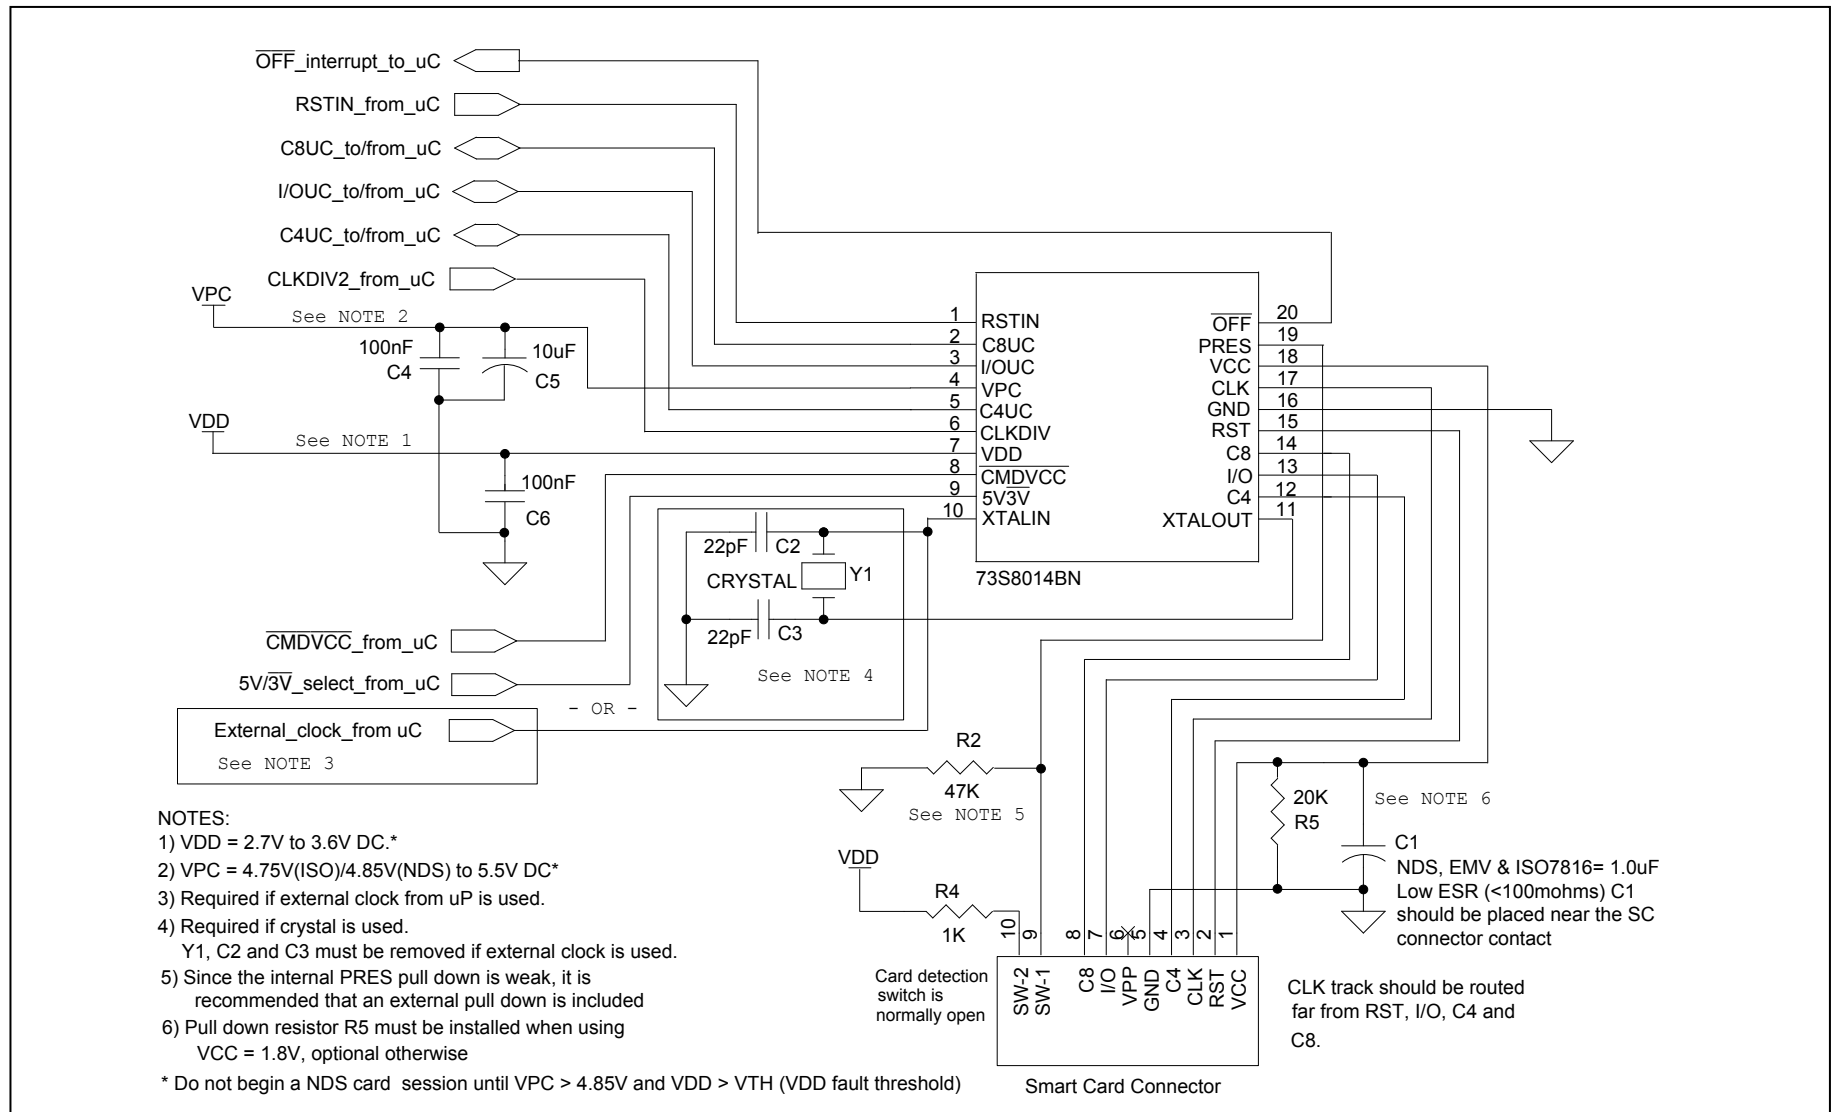 OFF_interrupt_to_uC
RSTIN_from_uC
C8UC_to/from_uC
I/OUC_to/from_uC
C4UC_to/from_uC
CLKDIV2_from_uC
VPC
See NOTE 2
100nF
C4
10uF
C5
VDD
See NOTE 1
100nF
C6
1 RSTIN
2 C8UC
3 I/OUC
4 VPC
5 C4UC
6 CLKDIV
7 VDD
8 CMDVCC
9 5V3V
10 XTALIN
OFF 20
PRES 19
VCC 18
CLK 17
GND 16
RST 15
C8 14
I/O 13
C4 12
XTALOUT 11
73S8014BN
22pF C2
CRYSTAL Y1
22pF C3
See NOTE 4
CMDVCC_from_uC
5V/3V_select_from_uC
- OR -
External_clock_from uC
See NOTE 3
R2
47K
See NOTE 5
VDD
R4
1K
20K
R5
See NOTE 6
C1
NDS, EMV & ISO7816= 1.0uF
Low ESR (<100mohms) C1
should be placed near the SC
connector contact
10 9 8 7 6 5 4 3 2 1
SW-2 SW-1 C8 I/O VPP GND C4 CLK RST VCC
Card detection
switch is
normally open
CLK track should be routed
far from RST, I/O, C4 and
C8.
Smart Card Connector
NOTES:
1) VDD = 2.7V to 3.6V DC.*
2) VPC = 4.75V(ISO)/4.85V(NDS) to 5.5V DC*
3) Required if external clock from uP is used.
4) Required if crystal is used.
Y1, C2 and C3 must be removed if external clock is used.
5) Since the internal PRES pull down is weak, it is
recommended that an external pull down is included
6) Pull down resistor R5 must be installed when using
VCC = 1.8V, optional otherwise
* Do not begin a NDS card session until VPC > 4.85V and VDD > VTH (VDD fault threshold)